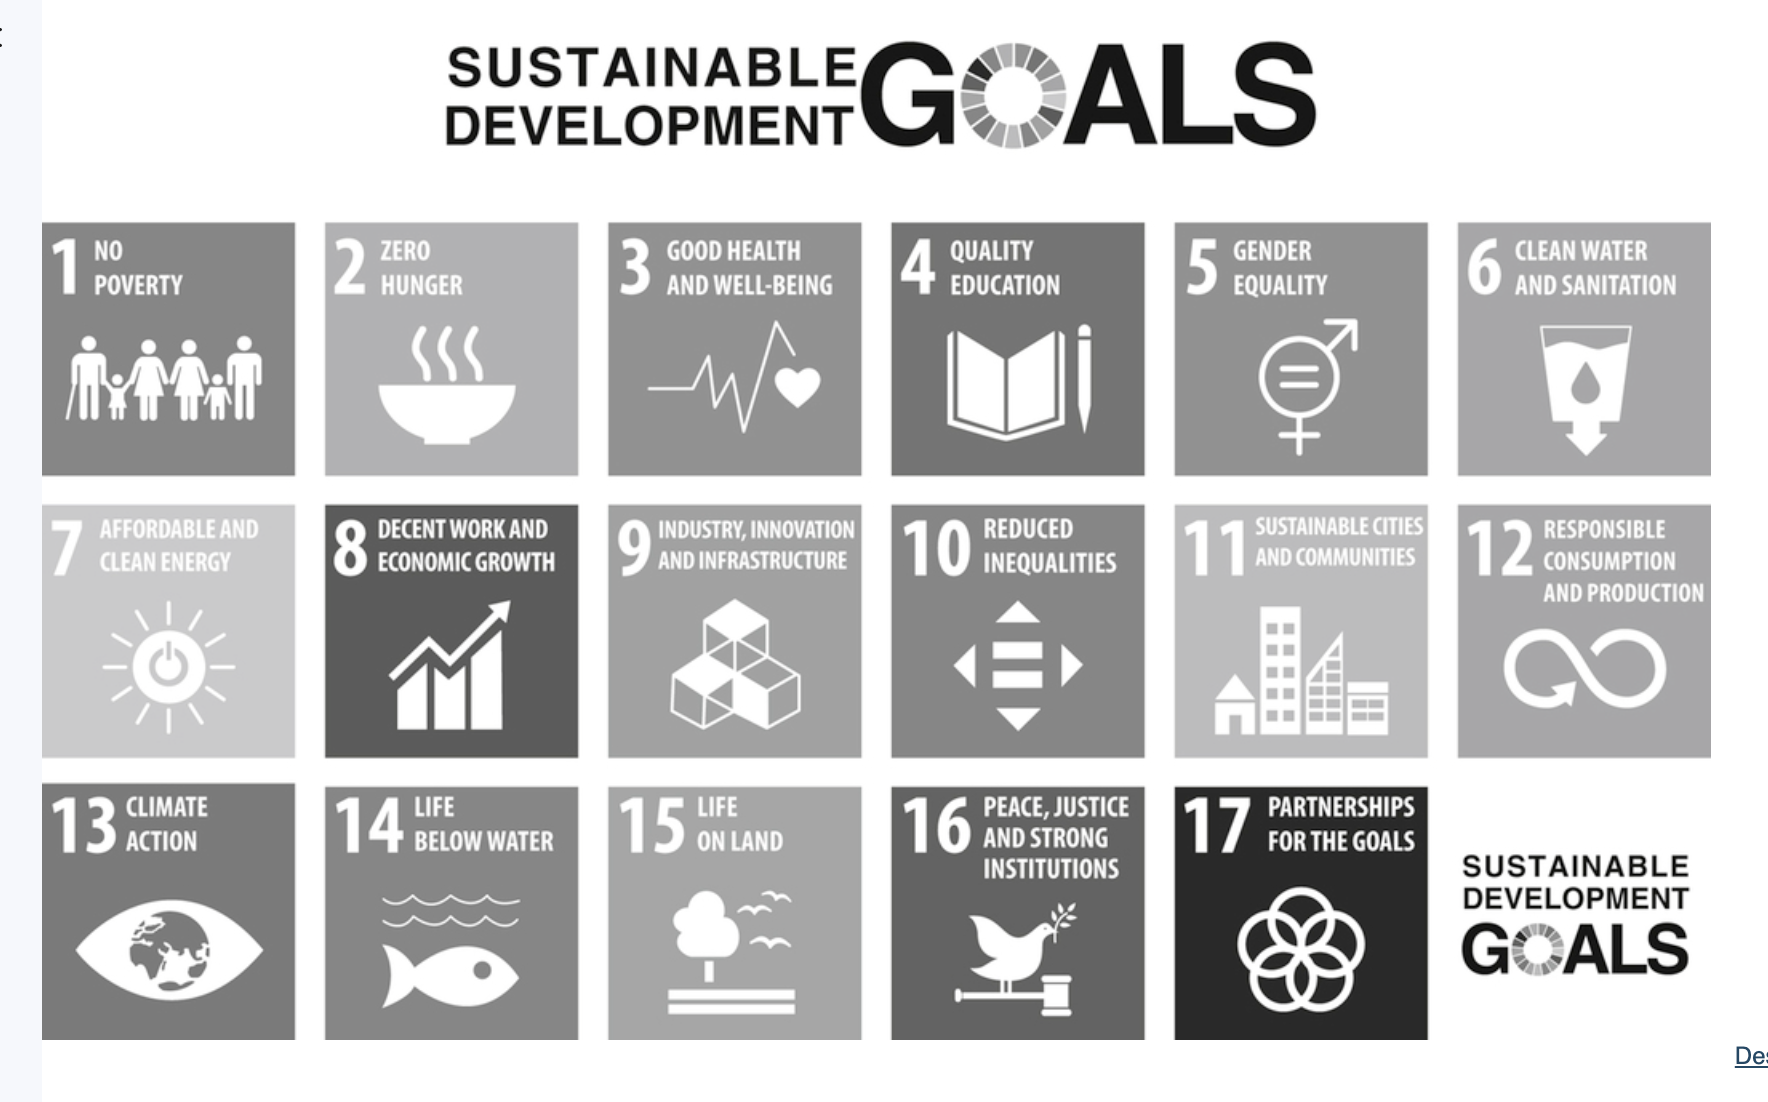 SUSTAINABLE
DEVELOPMENT
GOALS
1 NO
POVERTY
2 ZERO
HUNGER
3 GOOD HEALTH
AND WELL-BEING
4 QUALITY
EDUCATION
5 GENDER
EQUALITY
6 CLEAN WATER
AND SANITATION
7 AFFORDABLE AND
CLEAN ENERGY
8 DECENT WORK AND
ECONOMIC GROWTH
9 INDUSTRY, INNOVATION
AND INFRASTRUCTURE
10 REDUCED
INEQUALITIES
11 SUSTAINABLE CITIES
AND COMMUNITIES
12 RESPONSIBLE
CONSUMPTION
AND PRODUCTION
13 CLIMATE
ACTION
14 LIFE
BELOW WATER
15 LIFE
ON LAND
16 PEACE, JUSTICE
AND STRONG
INSTITUTIONS
17 PARTNERSHIPS
FOR THE GOALS
SUSTAINABLE
DEVELOPMENT
GOALS